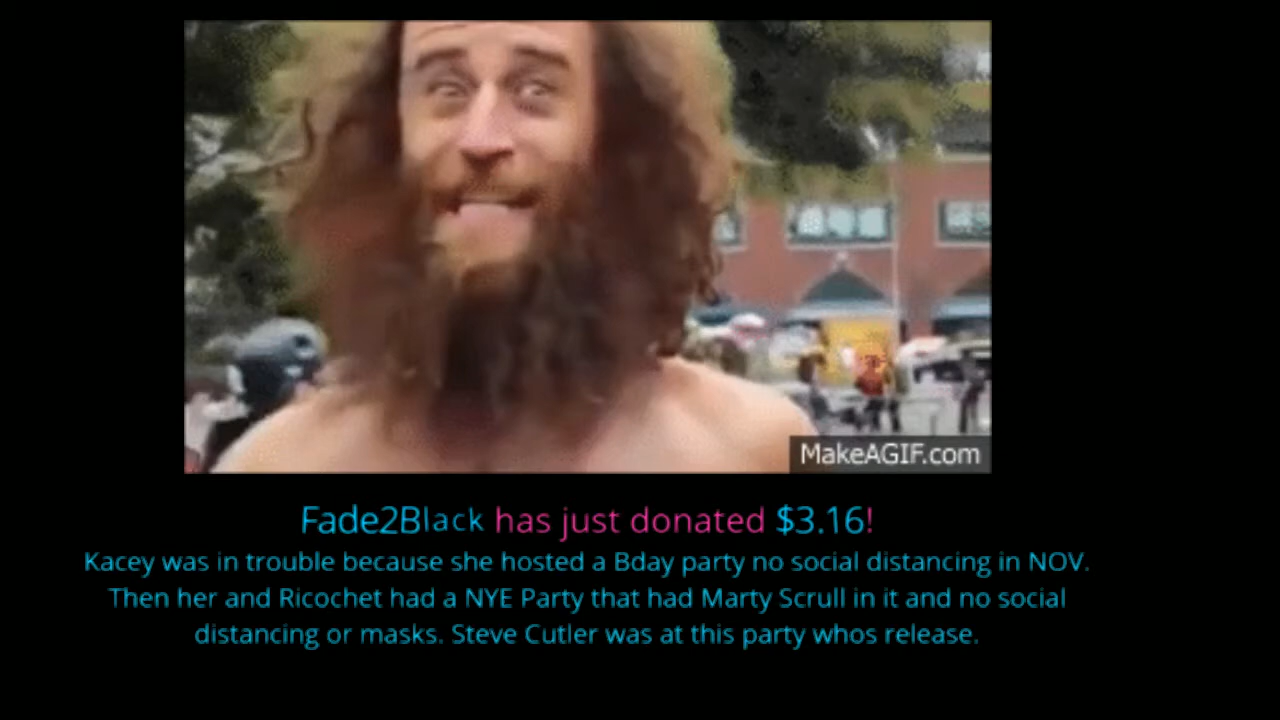 MakeAGIF.com
Fade2Black has just donated $3.16!
Kacey was in trouble because she hosted a Bday party no social distancing in NOV.
Then her and Ricochet had a NYE Party that had Marty Scrull in it and no social
distancing or masks. Steve Cutler was at this party whos release.